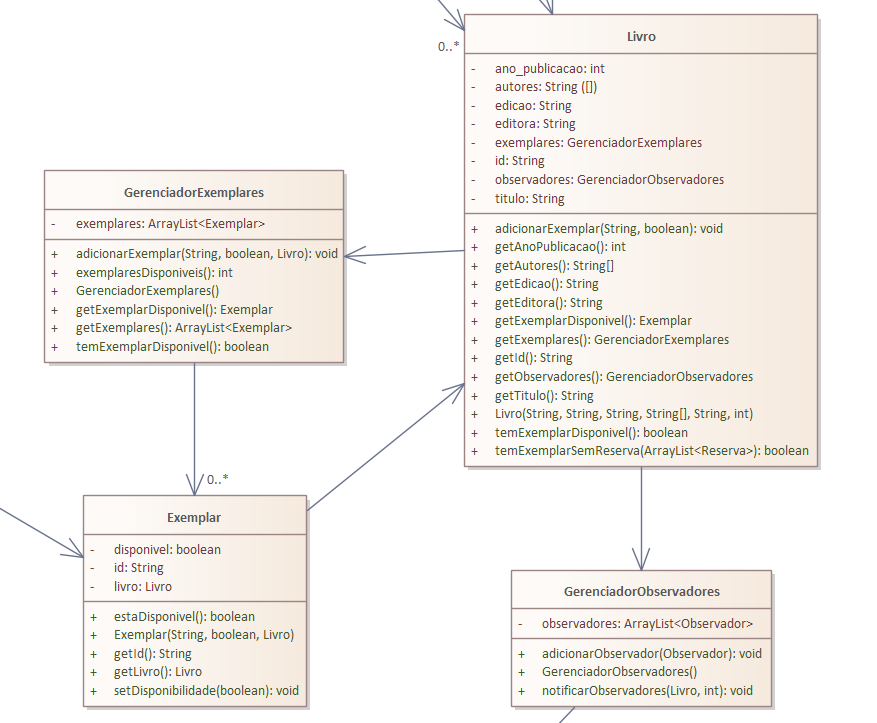 0..*
Livro
- ano_publicacao: int
- autores: String ([])
- edicao: String
- editora: String
- exemplares: GerenciadorExemplares
- id: String
- observadores: GerenciadorObservadores
- titulo: String
+ adicionarExemplar(String, boolean): void
+ getAnoPublicacao(): int
+ getAutores(): String[]
+ getEdicao(): String
+ getEditora(): String
+ getExemplarDisponivel(): Exemplar
+ getExemplares(): GerenciadorExemplares
+ getId(): String
+ getObservadores(): GerenciadorObservadores
+ getTitulo(): String
+ Livro(String, String, String, String[], String, int)
+ temExemplarDisponivel(): boolean
+ temExemplarSemReserva(ArrayList<Reserva>): boolean
GerenciadorExemplares
- exemplares: ArrayList<Exemplar>
+ adicionarExemplar(String, boolean, Livro): void
+ exemplaresDisponiveis(): int
+ GerenciadorExemplares()
+ getExemplarDisponivel(): Exemplar
+ getExemplares(): ArrayList<Exemplar>
+ temExemplarDisponivel(): boolean
0..*
Exemplar
- disponivel: boolean
- id: String
- livro: Livro
+ estaDisponivel(): boolean
+ Exemplar(String, boolean, Livro)
+ getId(): String
+ getLivro(): Livro
+ setDisponibilidade(boolean): void
GerenciadorObservadores
- observadores: ArrayList<Observador>
+ adicionarObservador(Observador): void
+ GerenciadorObservadores()
+ notificarObservadores(Livro, int): void